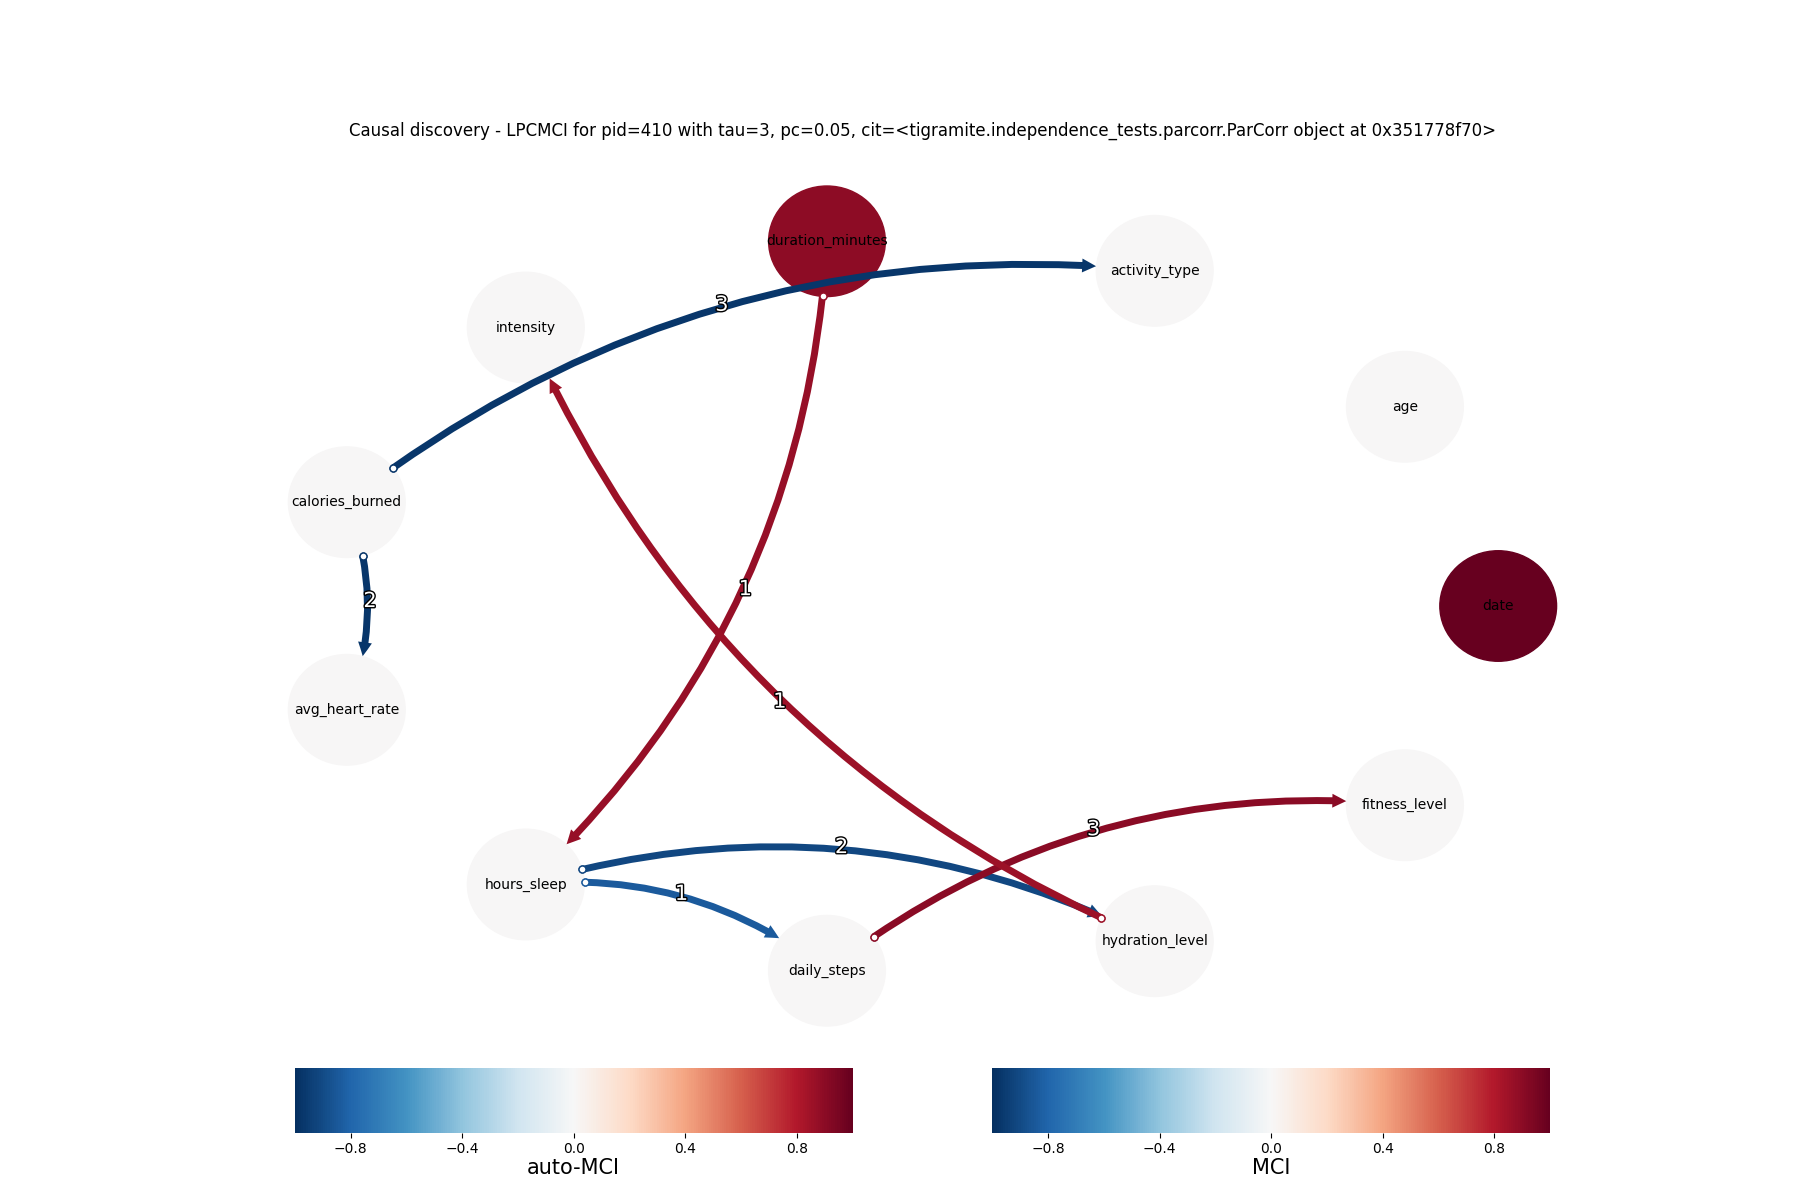 Causal discovery - LPCMCI for pid=410 with tau=3, pc=0.05, cit=<tigramite.independence_tests.parcorr.ParCorr object at 0x351778f70>
duration_minutes
activity_type
3
intensity
age
calories_burned
1
2
date
1
avg_heart_rate
fitness_level
3
2
hours_sleep
1
hydration_level
daily_steps
−0.8 −0.4 0.0 0.4 0.8
auto-MCI
−0.8 −0.4 0.0 0.4 0.8
MCI